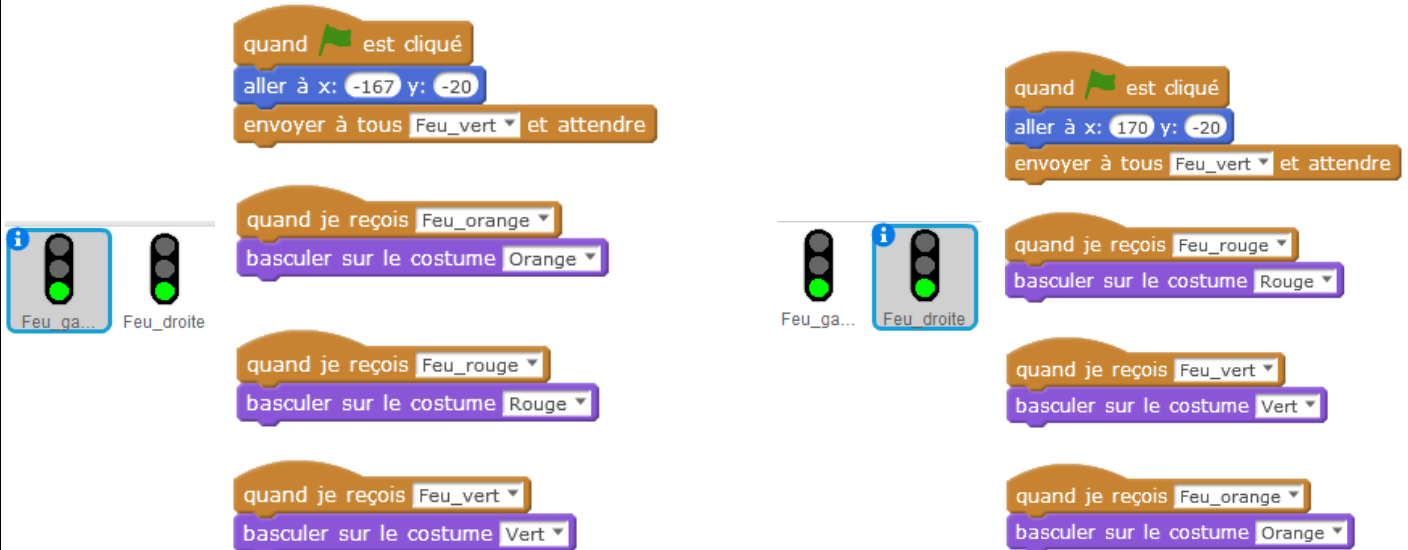 quand est cliqué
aller à x: -167 y: -20
envoyer à tous Feu_vert et attendre
quand je reçois Feu_orange
basculer sur le costume Orange
quand je reçois Feu_rouge
basculer sur le costume Rouge
quand je reçois Feu_vert
basculer sur le costume Vert
i
Feu_ga... Feu_droite
quand est cliqué
aller à x: 170 y: -20
envoyer à tous Feu_vert et attendre
quand je reçois Feu_rouge
basculer sur le costume Rouge
quand je reçois Feu_vert
basculer sur le costume Vert
quand je reçois Feu_orange
basculer sur le costume Orange
i
Feu_ga... Feu_droite